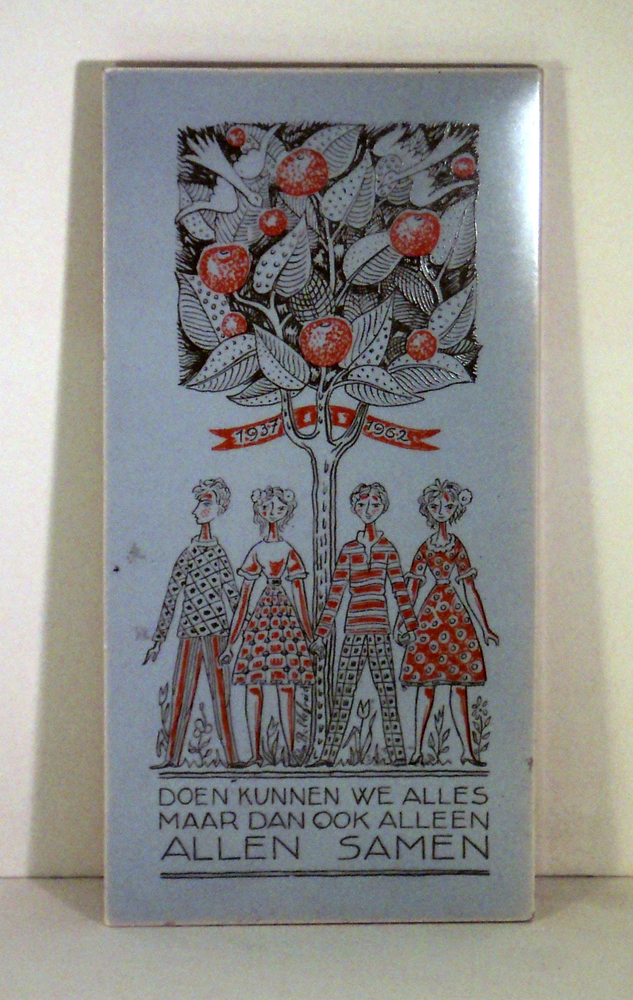 1937 1962
DOEN KUNNEN WE ALLES
MAAR DAN OOK ALLEEN
ALLEN SAMEN